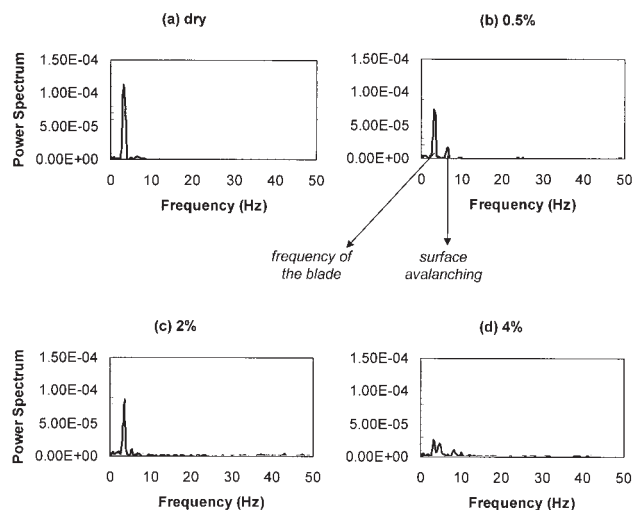 (a) dry
(b) 0.5%
Power Spectrum
1.50E-04
1.00E-04
5.00E-05
0.00E+00
0 10 20 30 40 50
Frequency (Hz)
1.50E-04
1.00E-04
5.00E-05
0.00E+00
0 10 20 30 40 50
Frequency (Hz)
frequency of
the blade
surface
avalanching
(c) 2%
(d) 4%
Power Spectrum
1.50E-04
1.00E-04
5.00E-05
0.00E+00
0 10 20 30 40 50
Frequency (Hz)
1.50E-04
1.00E-04
5.00E-05
0.00E+00
0 10 20 30 40 50
Frequency (Hz)